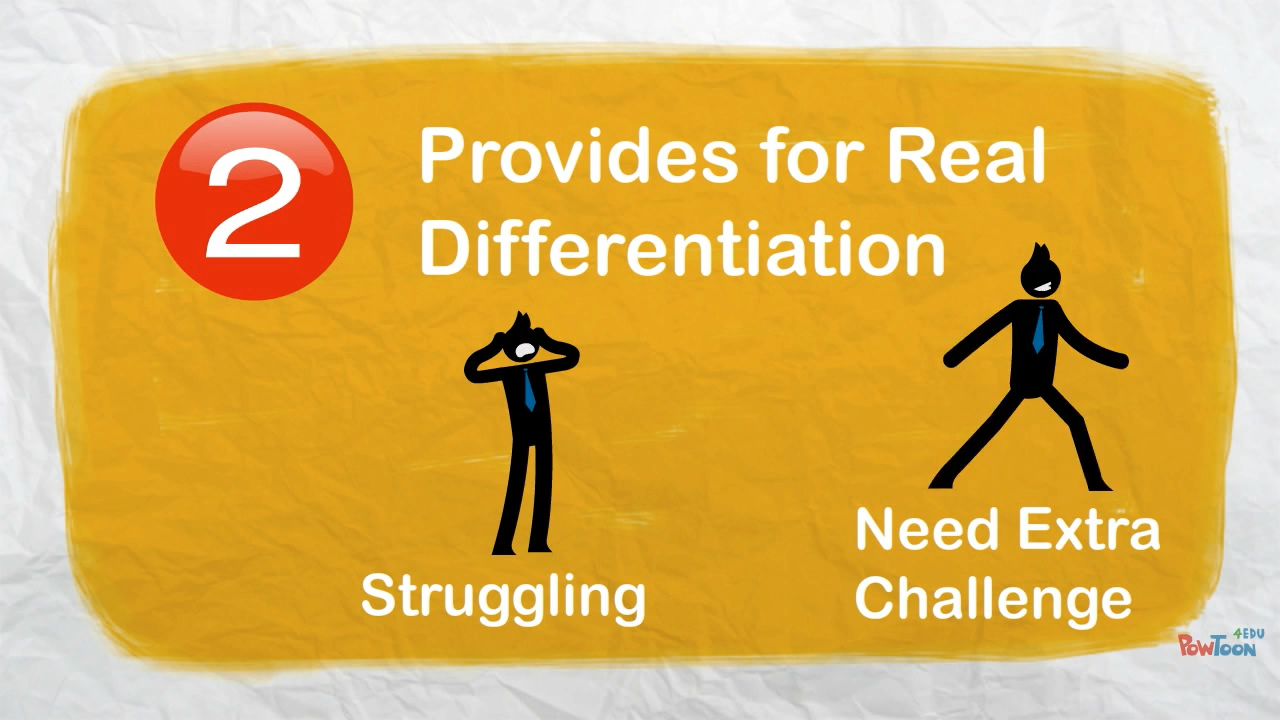 2
Provides for Real
Differentiation
Struggling
Need Extra
Challenge
4EDU
POWTOON